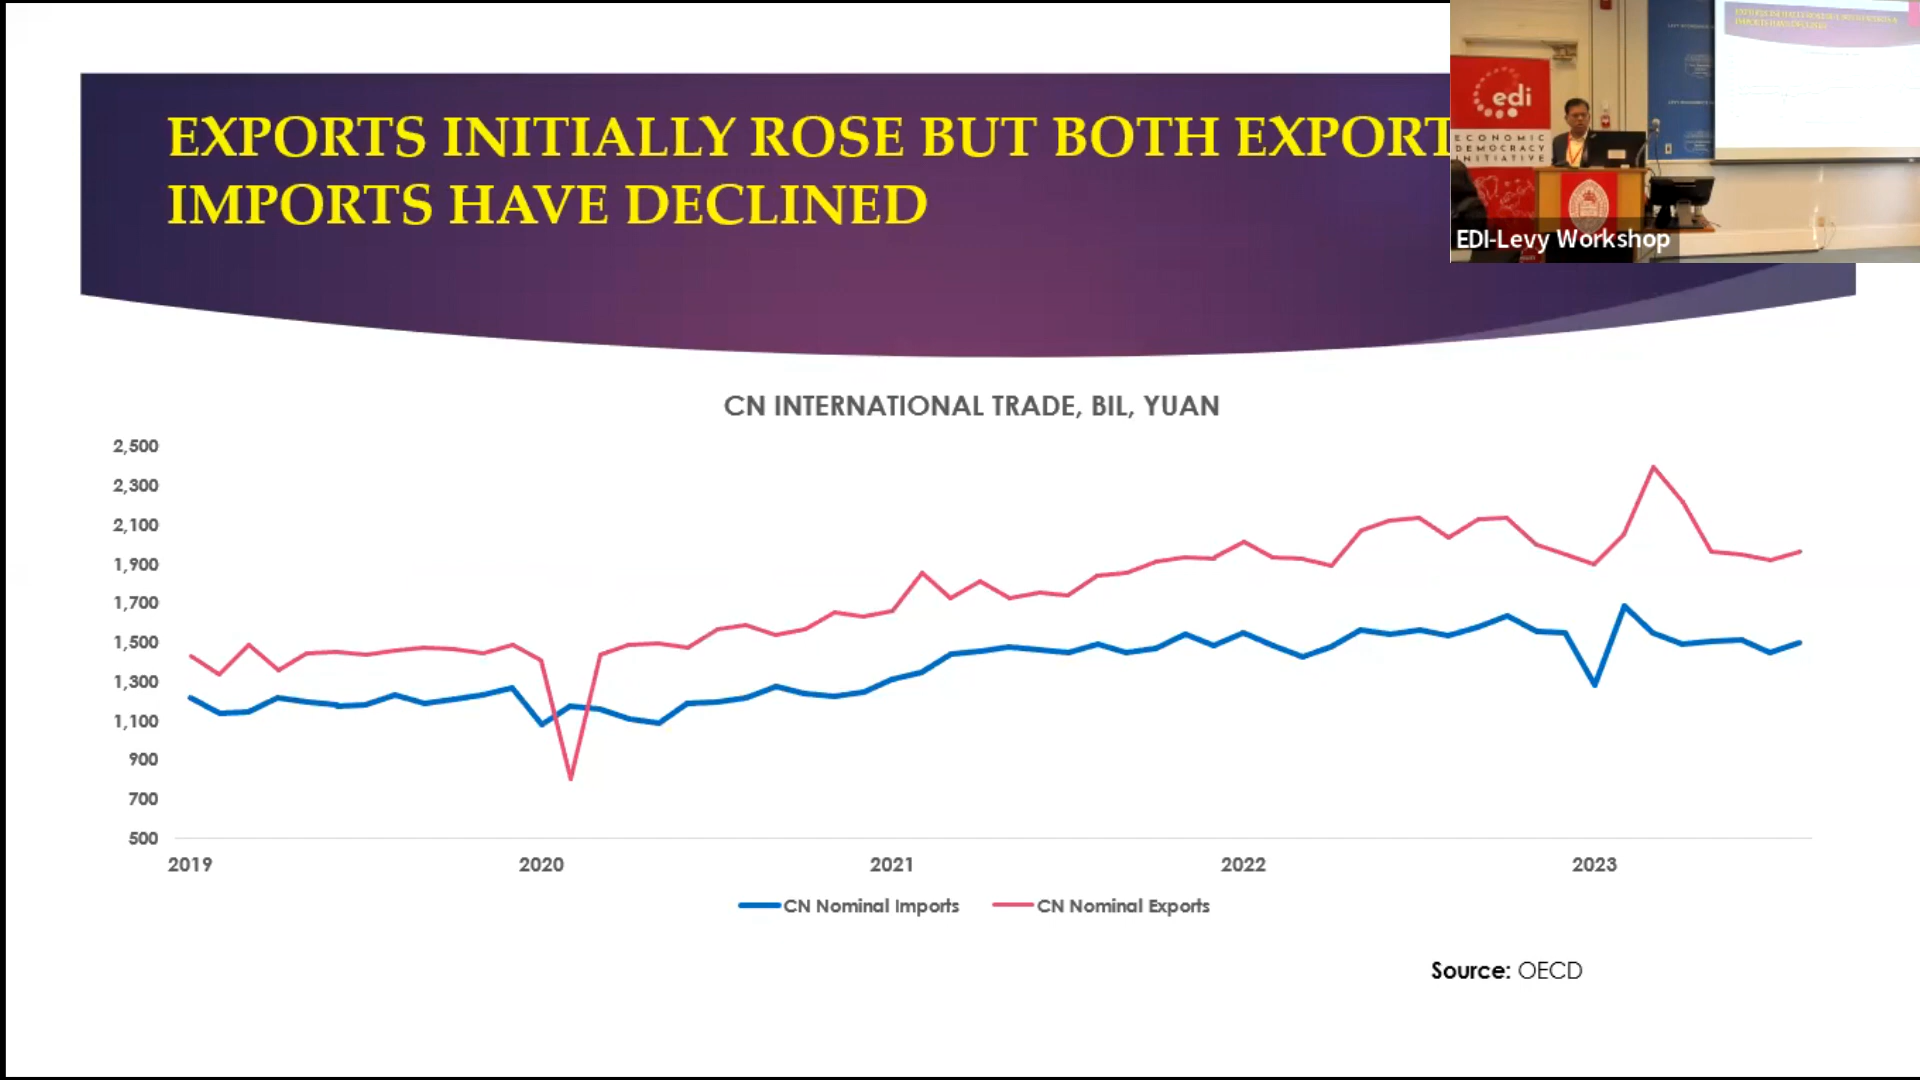 EXPORTS INITIALLY ROSE BUT BOTH EXPORT
IMPORTS HAVE DECLINED
edi
ECONOMIC
DEMOCRACY
INITIATIVE
EDI-Levy Workshop
CN INTERNATIONAL TRADE, BIL, YUAN
2,500
2,300
2,100
1,900
1,700
1,500
1,300
1,100
900
700
500
2019 2020 2021 2022 2023
CN Nominal Imports CN Nominal Exports
Source: OECD